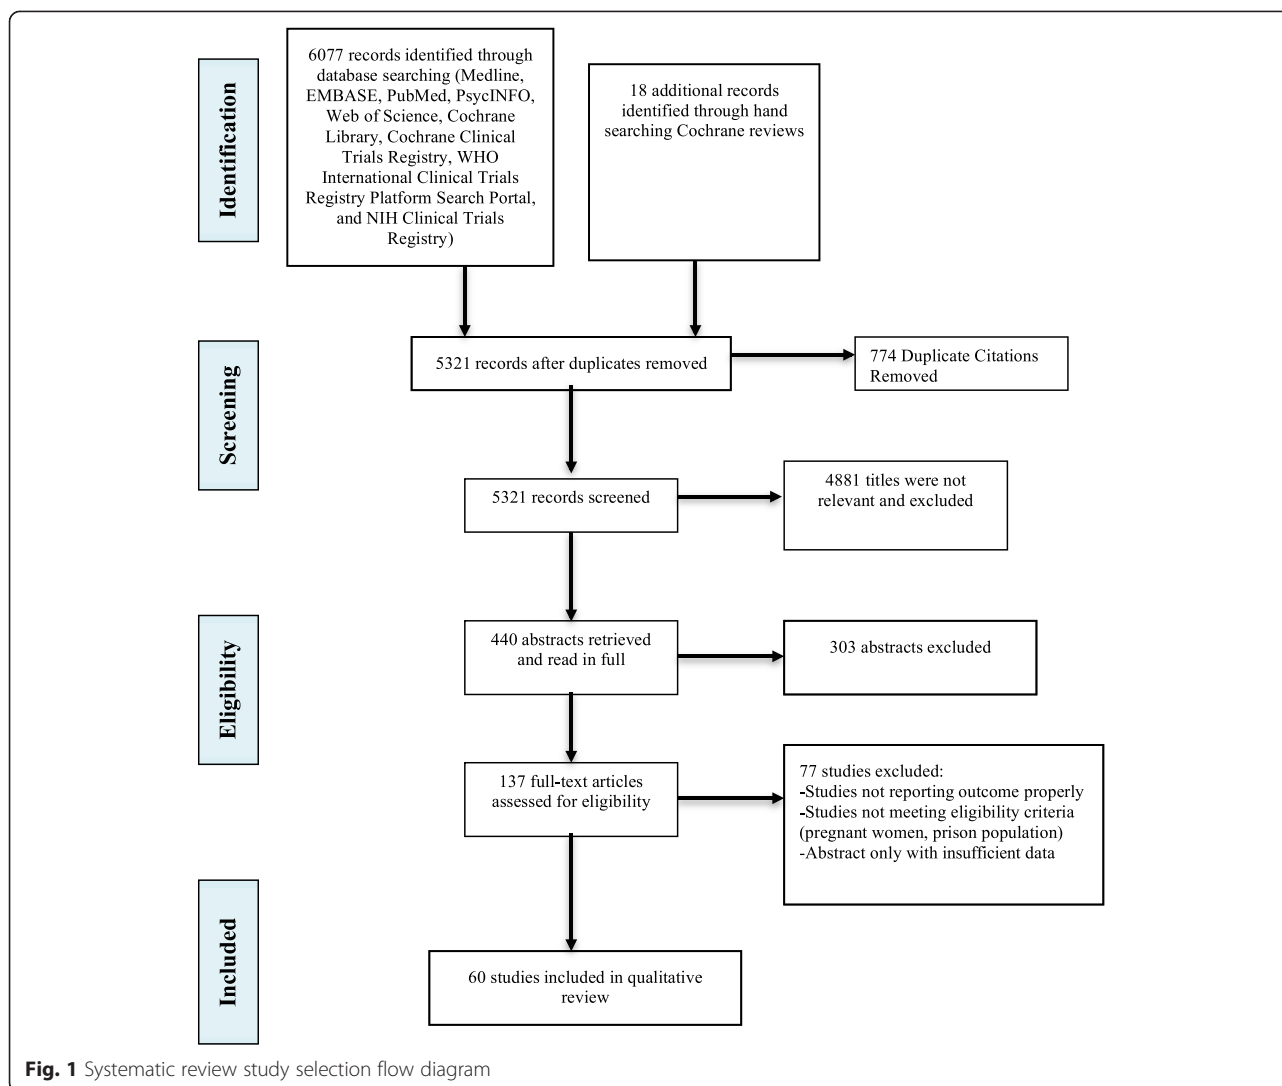 Identification
6077 records identified through
database searching (Medline,
EMBASE, PubMed, PsycINFO,
Web of Science, Cochrane
Library, Cochrane Clinical
Trials Registry, WHO
International Clinical Trials
Registry Platform Search Portal,
and NIH Clinical Trials
Registry)
18 additional records
identified through hand
searching Cochrane reviews
Screening
5321 records after duplicates removed
774 Duplicate Citations
Removed
5321 records screened
4881 titles were not
relevant and excluded
Eligibility
440 abstracts retrieved
and read in full
303 abstracts excluded
137 full-text articles
assessed for eligibility
77 studies excluded:
-Studies not reporting outcome properly
-Studies not meeting eligibility criteria
(pregnant women, prison population)
-Abstract only with insufficient data
Included
60 studies included in qualitative
review
Fig. 1 Systematic review study selection flow diagram